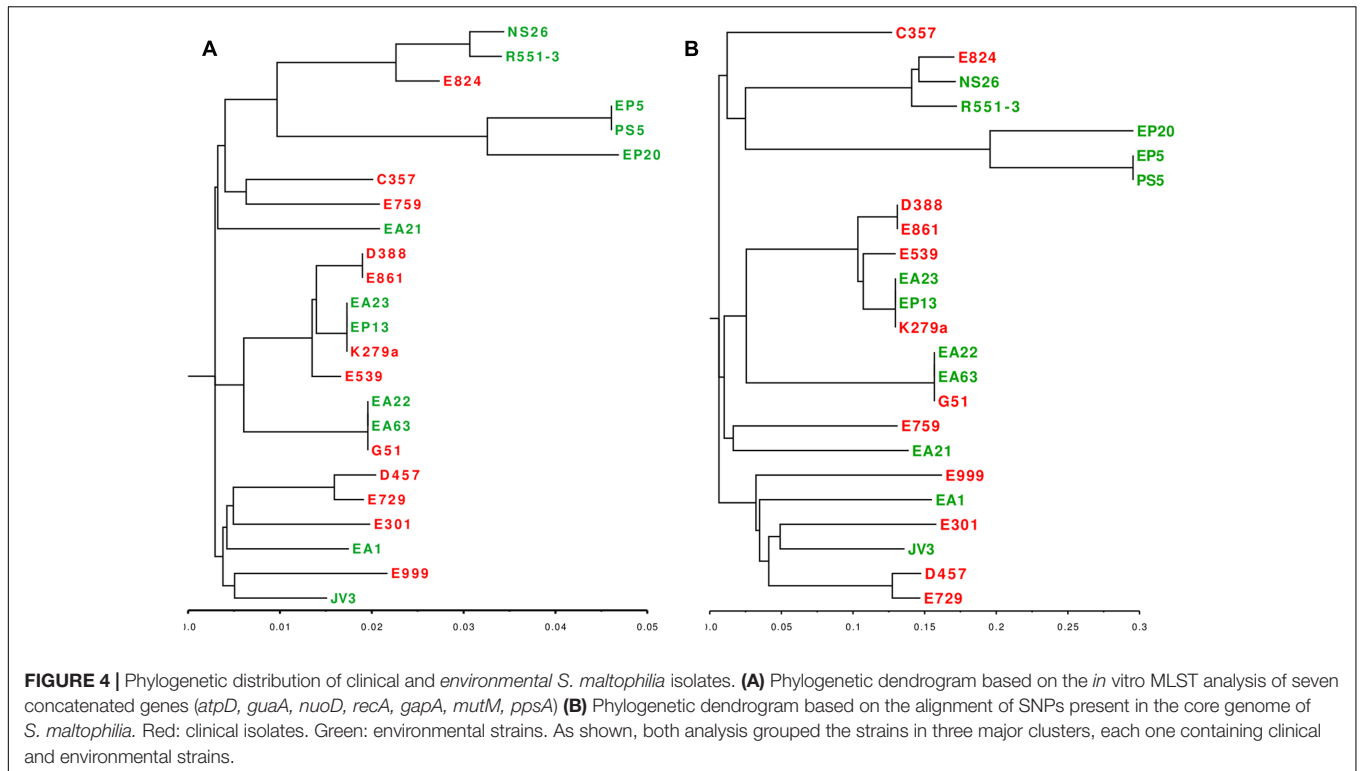 A
NS26
R551-3
E824
EP5
PS5
EP20
C357
E759
EA21
D388
E861
EA23
EP13
K279a
E539
EA22
EA63
G51
D457
E729
E301
EA1
E999
JV3
).0 0.01 0.02 0.03 0.04 0.05
B
C357
E824
NS26
R551-3
EP20
EP5
PS5
D388
E861
E539
EA23
EP13
K279a
EA22
EA63
G51
E759
EA21
E999
EA1
E301
JV3
D457
E729
).0 0.05 0.1 0.15 0.2 0.25 0.3
FIGURE 4 | Phylogenetic distribution of clinical and environmental S. maltophilia isolates. (A) Phylogenetic dendrogram based on the in vitro MLST analysis of seven
concatenated genes (atpD, guaA, nuoD, recA, gapA, mutM, ppsA) (B) Phylogenetic dendrogram based on the alignment of SNPs present in the core genome of
S. maltophilia. Red: clinical isolates. Green: environmental strains. As shown, both analysis grouped the strains in three major clusters, each one containing clinical
and environmental strains.